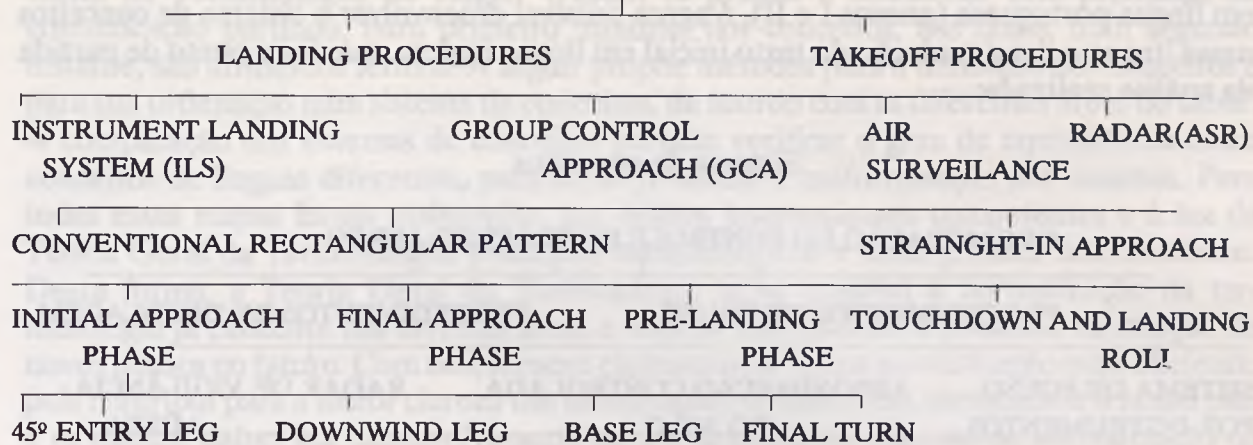 LANDING PROCEDURES TAKEOFF PROCEDURES
INSTRUMENT LANDING GROUP CONTROL AIR RADAR(ASR)
SYSTEM (ILS) APPROACH (GCA) SURVEILANCE
CONVENTIONAL RECTANGULAR PATTERN STRAINGHT-IN APPROACH
INITIAL APPROACH FINAL APPROACH PRE-LANDING TOUCHDOWN AND LANDING
PHASE PHASE PHASE ROL!
45º ENTRY LEG DOWNWIND LEG BASE LEG FINAL TURN